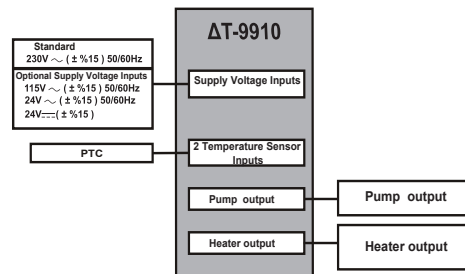 ΔT-9910
Standard
230V ～ ( ± %15 ) 50/60Hz
Optional Supply Voltage Inputs
115V ～ ( ± %15 ) 50/60Hz
24V ～ ( ± %15 ) 50/60Hz
24V⎓( ± %15 )
Supply Voltage Inputs
PTC
2 Temperature Sensor
Inputs
Pump output
Pump output
Heater output
Heater output